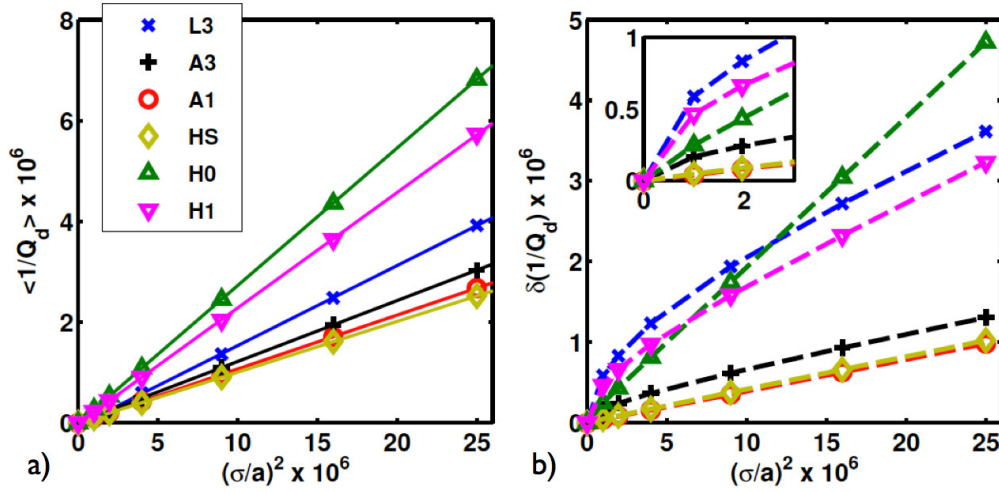 8
6
4
2
0
<1/Q_d> x 10^6
L3
A3
A1
HS
H0
H1
0 5 10 15 20 25
(σ/a)^2 x 10^6
a)
5
4
3
2
1
0
δ(1/Q_d) x 10^6
1
0.5
0
0 2
0 5 10 15 20 25
(σ/a)^2 x 10^6
b)